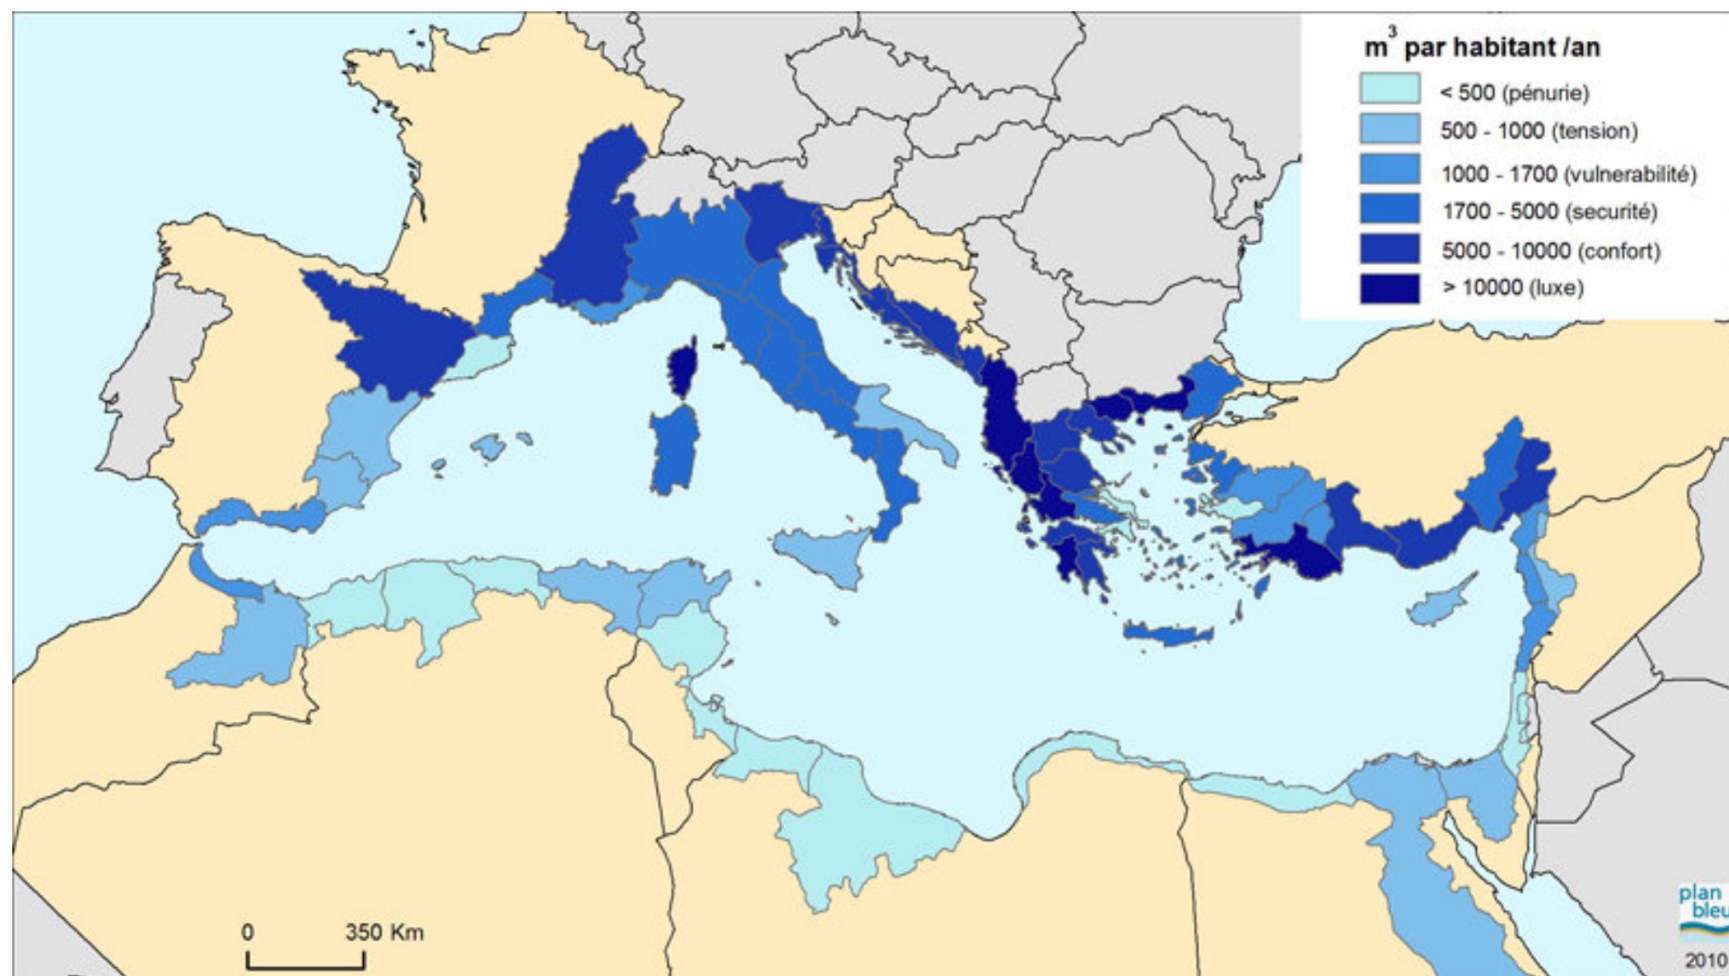 m³ par habitant /an
< 500 (pénurie)
500 - 1000 (tension)
1000 - 1700 (vulnerabilité)
1700 - 5000 (securité)
5000 - 10000 (confort)
> 10000 (luxe)
0 350 Km
plan
bleu
2010